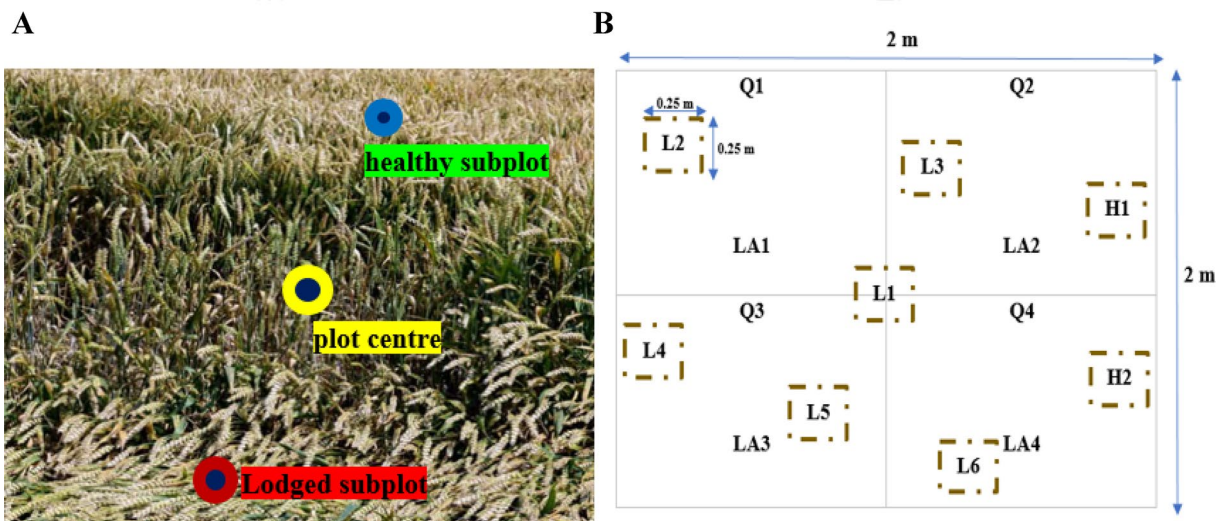 A
B
healthy subplot
plot centre
Lodged subplot
2 m
Q1
Q2
0.25 m
L2
0.25 m
L3
H1
LA1
LA2
2 m
L1
Q3
Q4
L4
H2
L5
LA3
LA4
L6